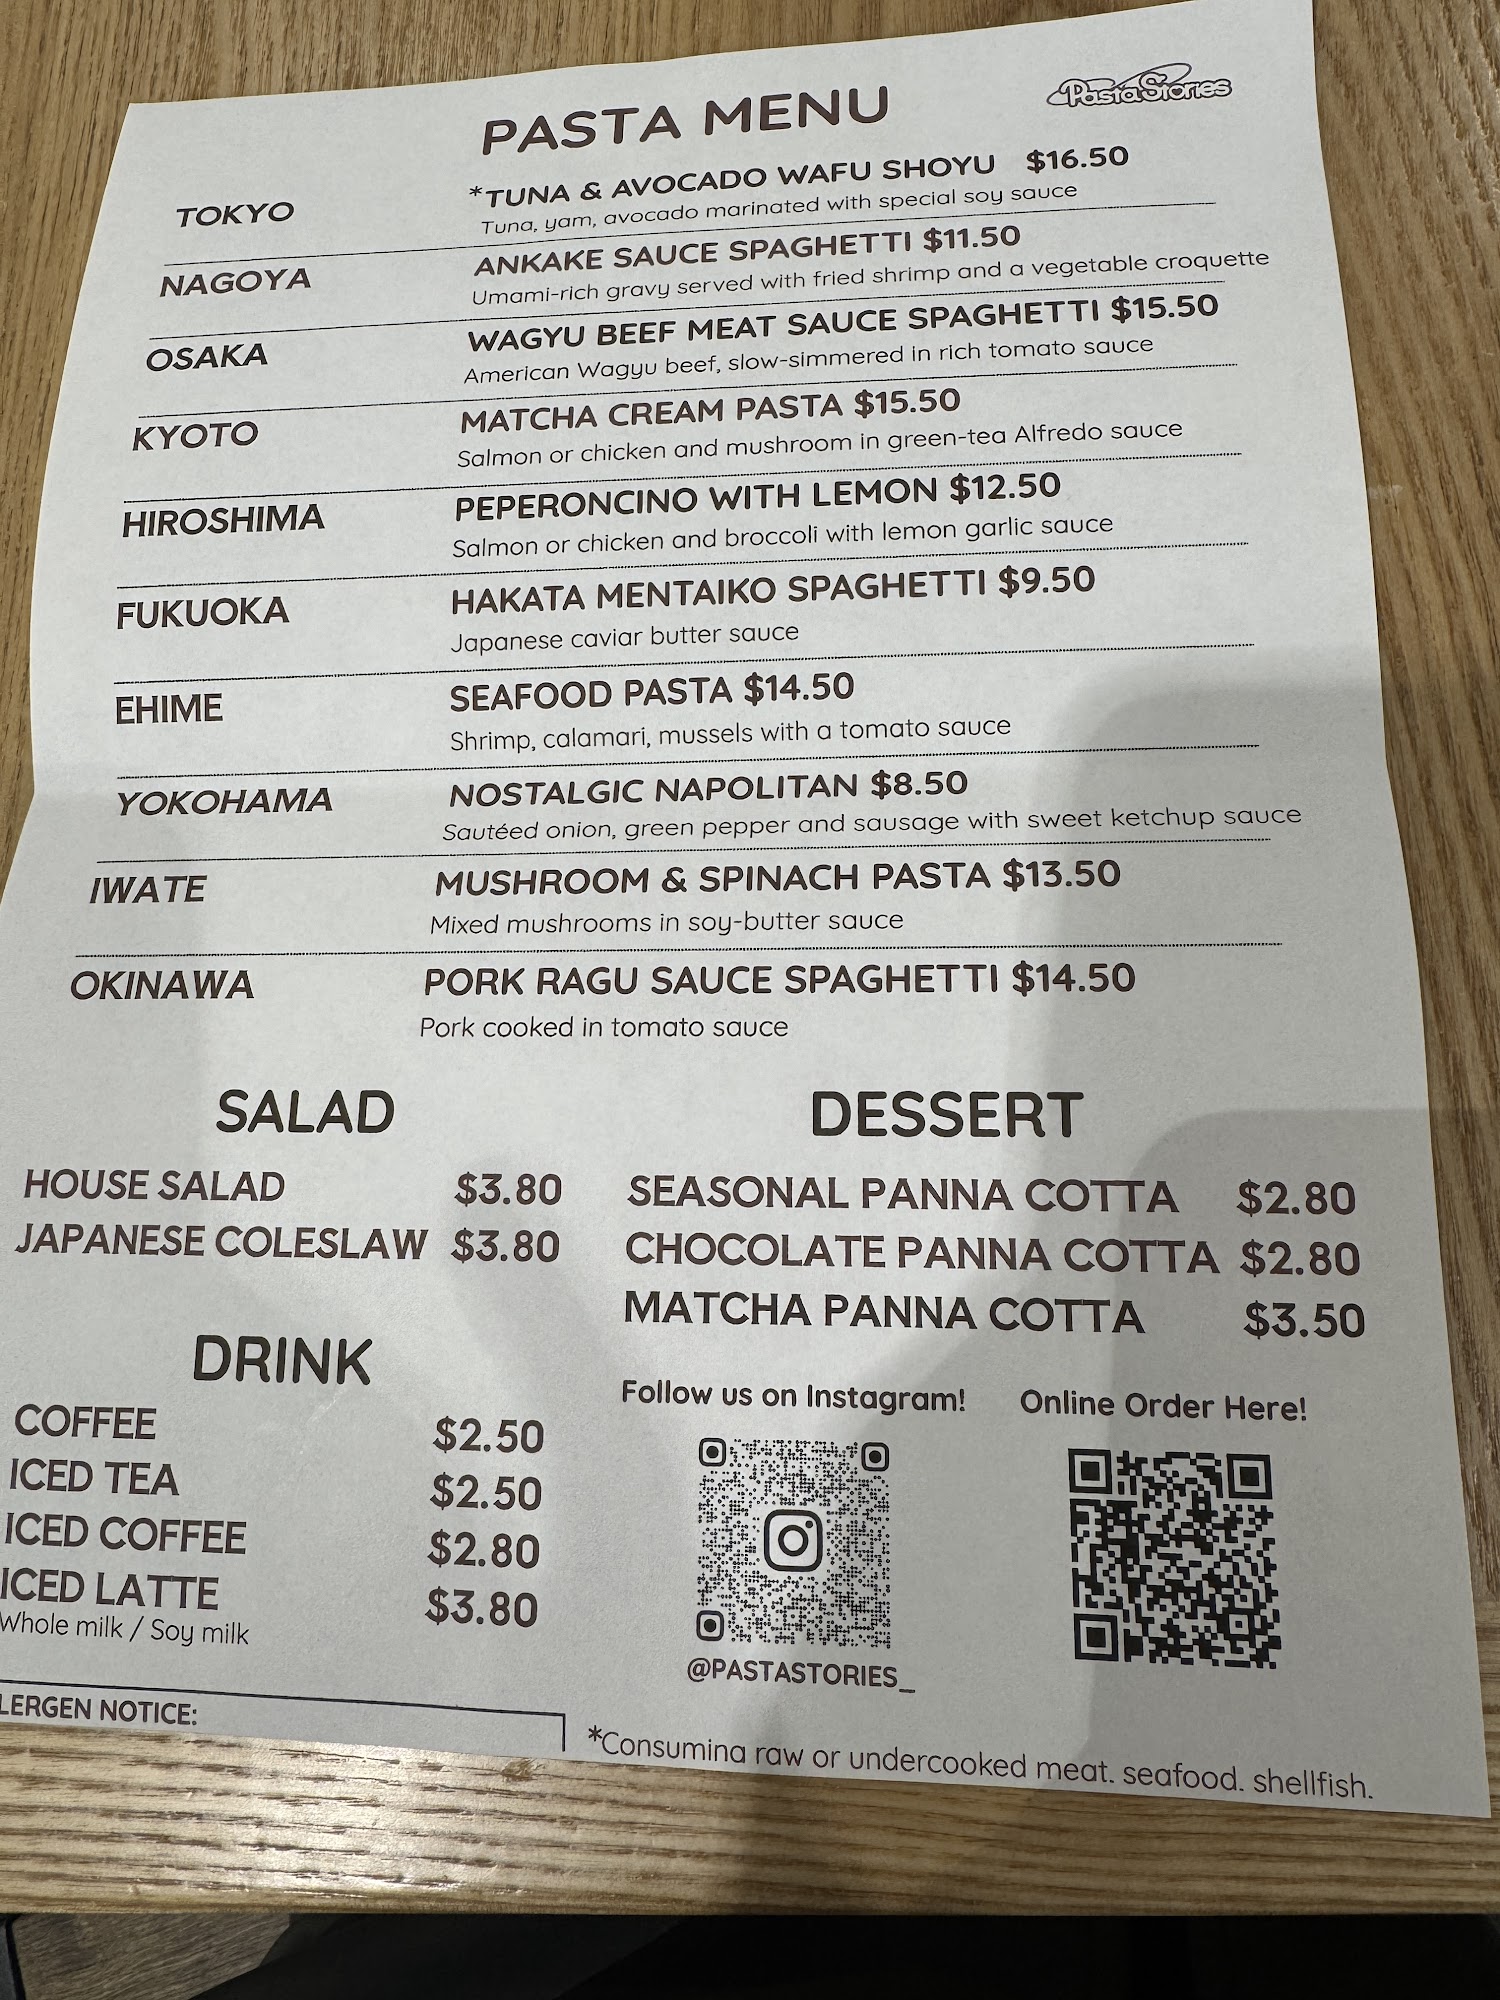 PastaStories
PASTA MENU
TOKYO *TUNA & AVOCADO WAFU SHOYU $16.50
Tuna, yam, avocado marinated with special soy sauce
NAGOYA ANKAKE SAUCE SPAGHETTI $11.50
Umami-rich gravy served with fried shrimp and a vegetable croquette
OSAKA WAGYU BEEF MEAT SAUCE SPAGHETTI $15.50
American Wagyu beef, slow-simmered in rich tomato sauce
KYOTO MATCHA CREAM PASTA $15.50
Salmon or chicken and mushroom in green-tea Alfredo sauce
HIROSHIMA PEPERONCINO WITH LEMON $12.50
Salmon or chicken and broccoli with lemon garlic sauce
FUKUOKA HAKATA MENTAIKO SPAGHETTI $9.50
Japanese caviar butter sauce
EHIME SEAFOOD PASTA $14.50
Shrimp, calamari, mussels with a tomato sauce
YOKOHAMA NOSTALGIC NAPOLITAN $8.50
Sautéed onion, green pepper and sausage with sweet ketchup sauce
IWATE MUSHROOM & SPINACH PASTA $13.50
Mixed mushrooms in soy-butter sauce
OKINAWA PORK RAGU SAUCE SPAGHETTI $14.50
Pork cooked in tomato sauce
SALAD
HOUSE SALAD $3.80
JAPANESE COLESLAW $3.80
DRINK
COFFEE $2.50
ICED TEA $2.50
ICED COFFEE $2.80
ICED LATTE $3.80
Whole milk / Soy milk
LERGEN NOTICE:
DESSERT
SEASONAL PANNA COTTA $2.80
CHOCOLATE PANNA COTTA $2.80
MATCHA PANNA COTTA $3.50
Follow us on Instagram!
@PASTASTORIES_
Online Order Here!
*Consuming raw or undercooked meat, seafood, shellfish,